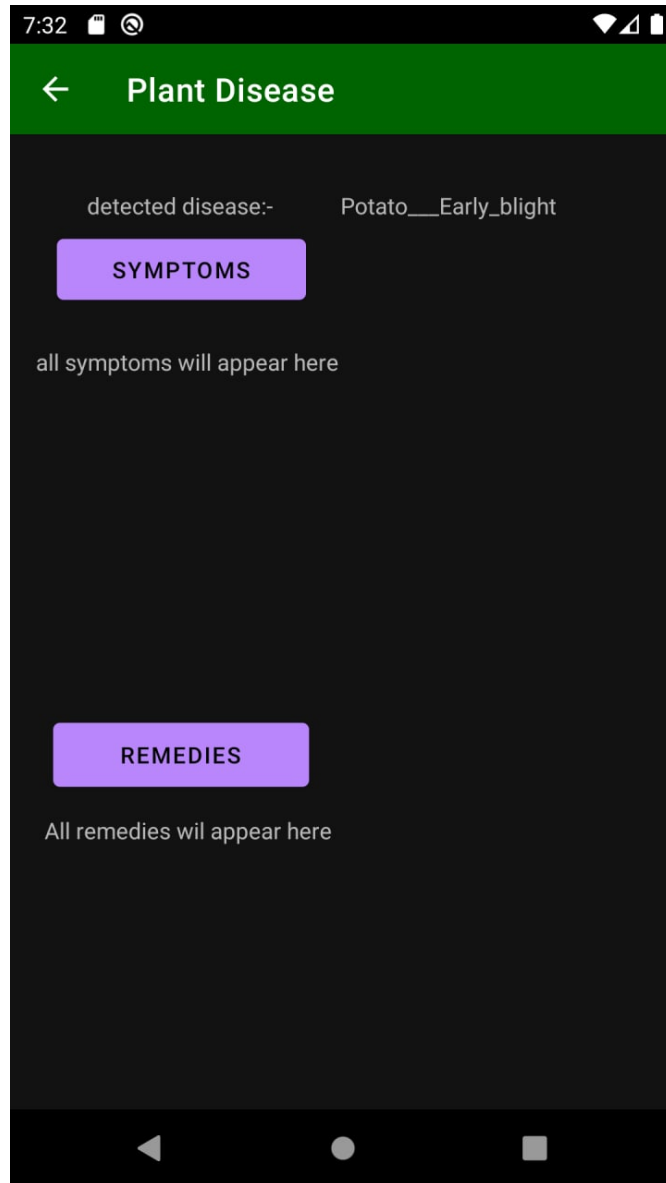 7:32
Plant Disease
detected disease:- Potato___Early_blight
SYMPTOMS
all symptoms will appear here
REMEDIES
All remedies wil appear here